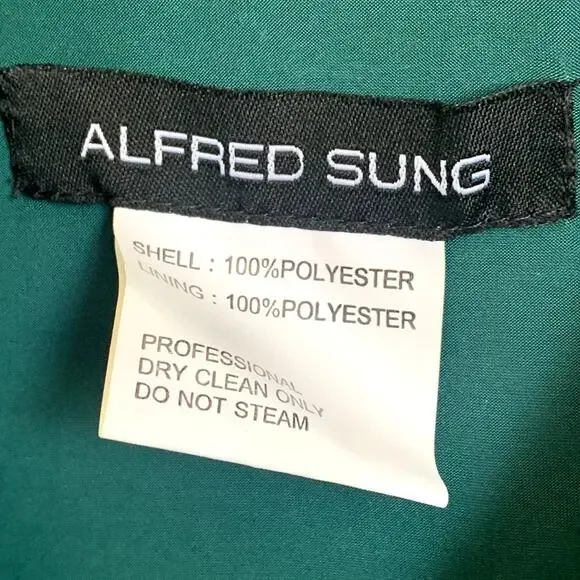 ALFRED SUNG
SHELL : 100%POLYESTER
LINING : 100%POLYESTER
PROFESSIONAL
DRY CLEAN ONLY
DO NOT STEAM